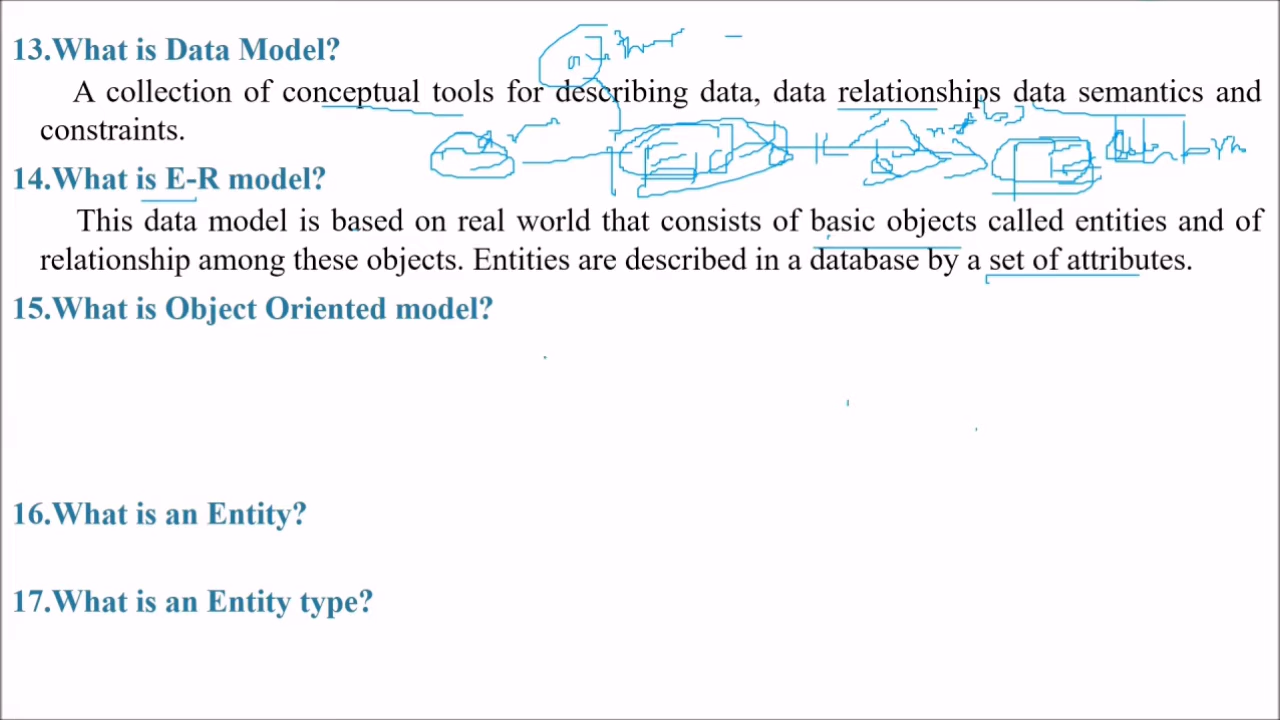 13.What is Data Model?
A collection of conceptual tools for describing data, data relationships data semantics and
constraints.
14.What is E-R model?
This data model is based on real world that consists of basic objects called entities and of
relationship among these objects. Entities are described in a database by a set of attributes.
15.What is Object Oriented model?
16.What is an Entity?
17.What is an Entity type?